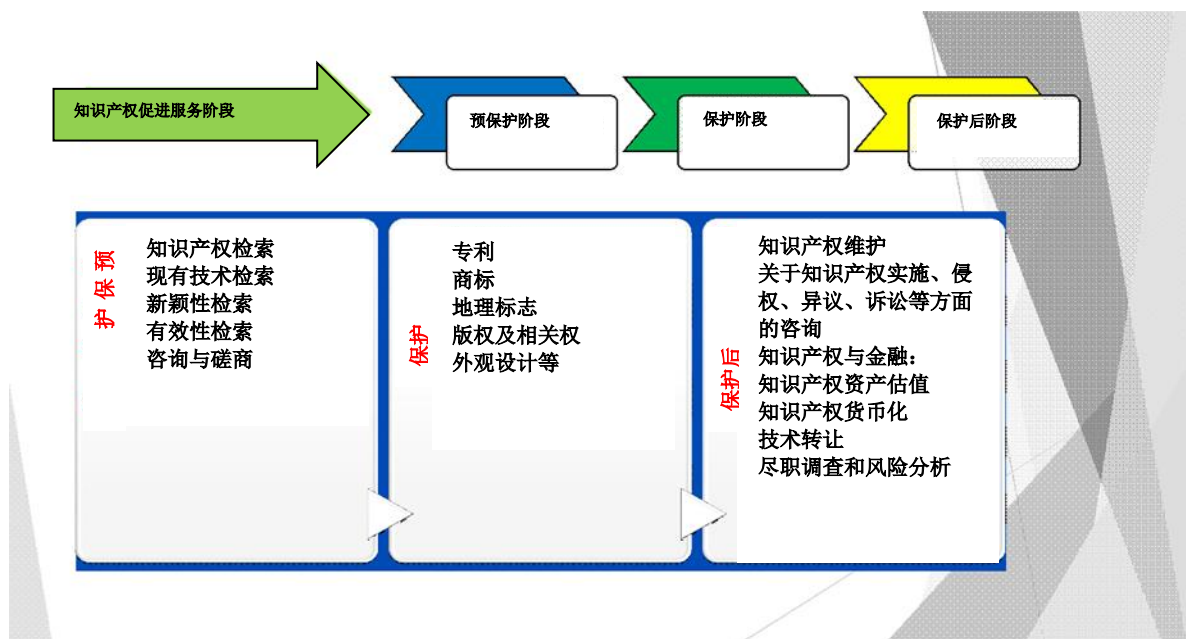 知识产权促进服务阶段
预保护阶段
保护阶段
保护后阶段
预保护
知识产权检索
现有技术检索
新颖性检索
有效性检索
咨询与磋商
保护
专利
商标
地理标志
版权及相关权
外观设计等
保护后
知识产权维护
关于知识产权实施、侵
权、异议、诉讼等方面
的咨询
知识产权与金融：
知识产权资产估值
知识产权货币化
技术转让
尽职调查和风险分析